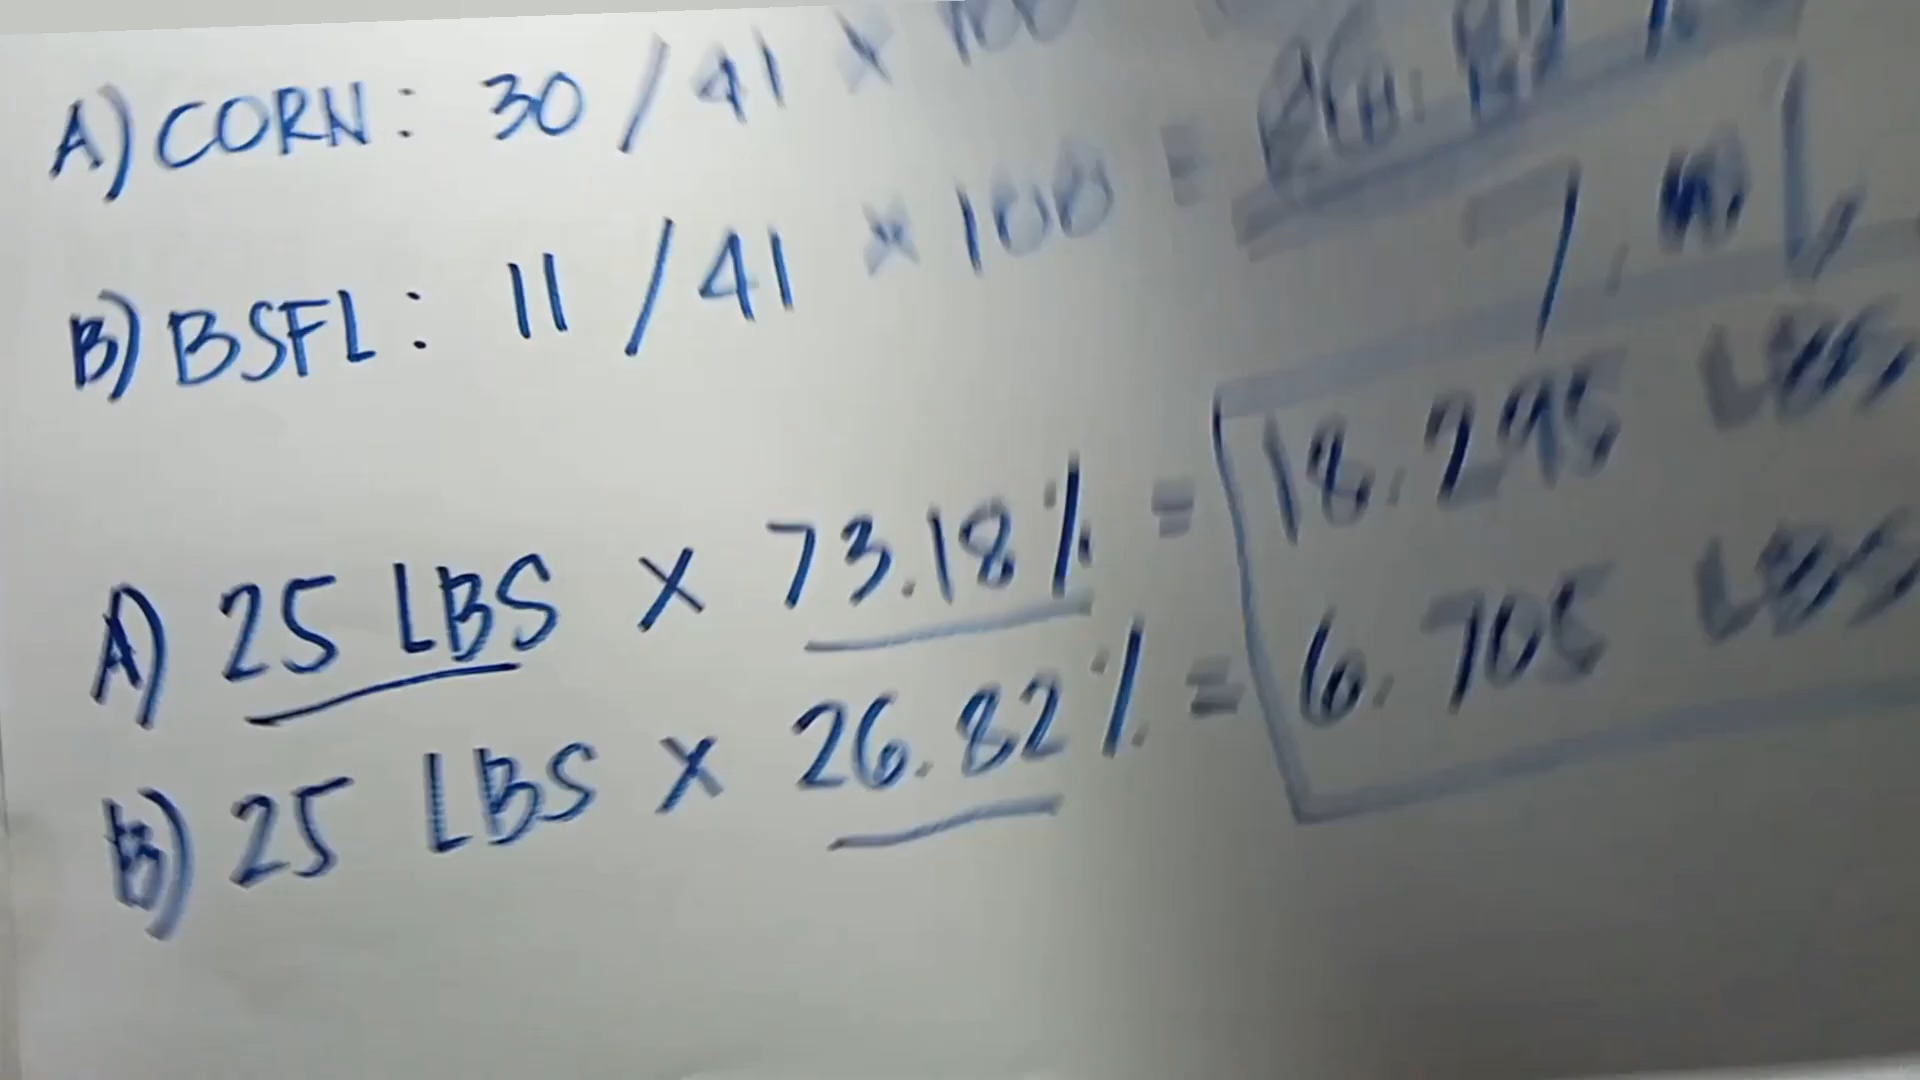 A) CORN: 30 / 41 × 100
B) BSFL: 11 / 41 × 100 =
A) 25 LBS × 73.18% = 18.295 LBS
B) 25 LBS × 26.82% = 6.705 LBS